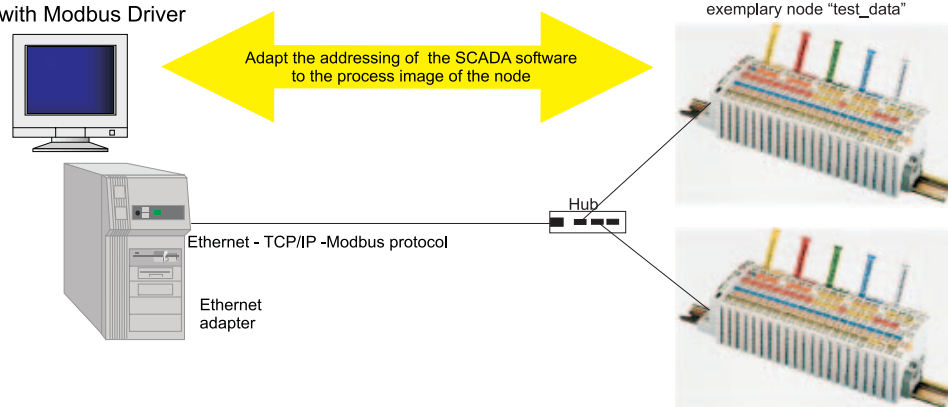 with Modbus Driver
exemplary node “test_data”
Adapt the addressing of the SCADA software
to the process image of the node
Hub
Ethernet - TCP/IP -Modbus protocol
Ethernet
adapter